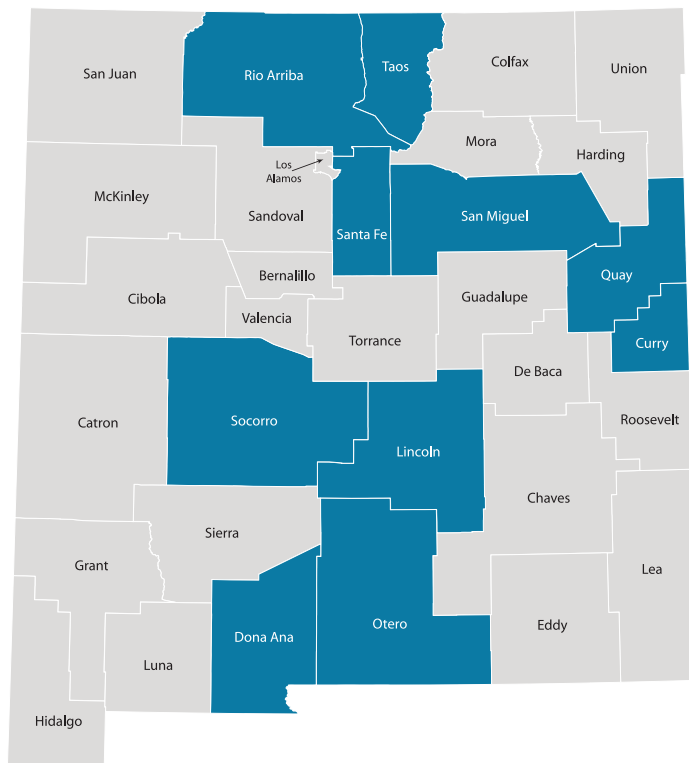 San Juan
Rio Arriba
Taos
Colfax
Union
Los
Alamos
Mora
Harding
McKinley
Sandoval
Santa Fe
San Miguel
Bernalillo
Quay
Cibola
Guadalupe
Valencia
Torrance
Curry
De Baca
Catron
Socorro
Lincoln
Roosevelt
Chaves
Sierra
Grant
Lea
Dona Ana
Otero
Eddy
Luna
Hidalgo